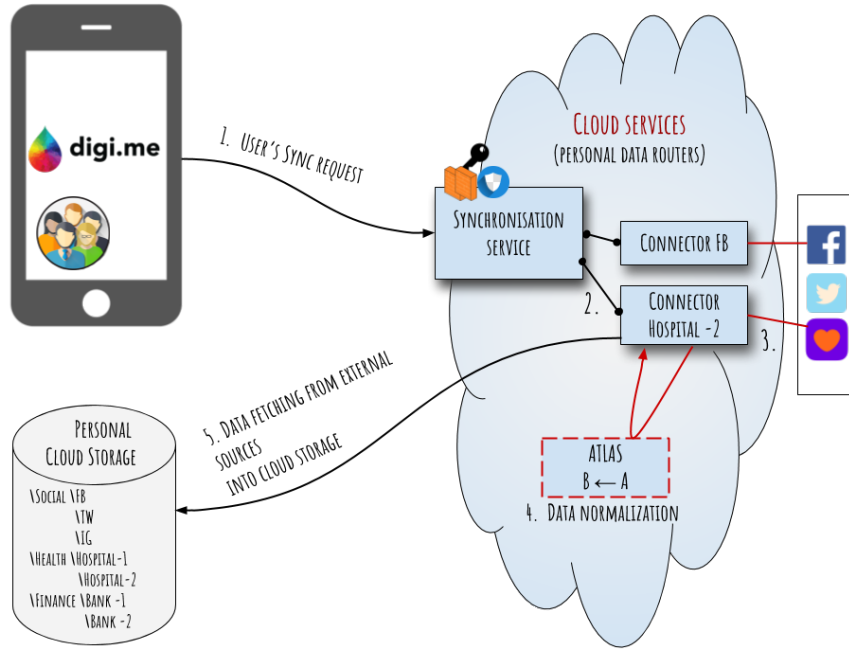 digi.me
1. User's Sync request
Cloud services
(personal data routers)
Synchronisation
service
Connector FB
2.
Connector
Hospital -2
3.
5. Data fetching from external
sources
into cloud storage
ATLAS
B ← A
4. Data normalization
Personal
Cloud Storage
\Social \FB
\TW
\IG
\Health \Hospital-1
\Hospital-2
\Finance \Bank -1
\Bank -2